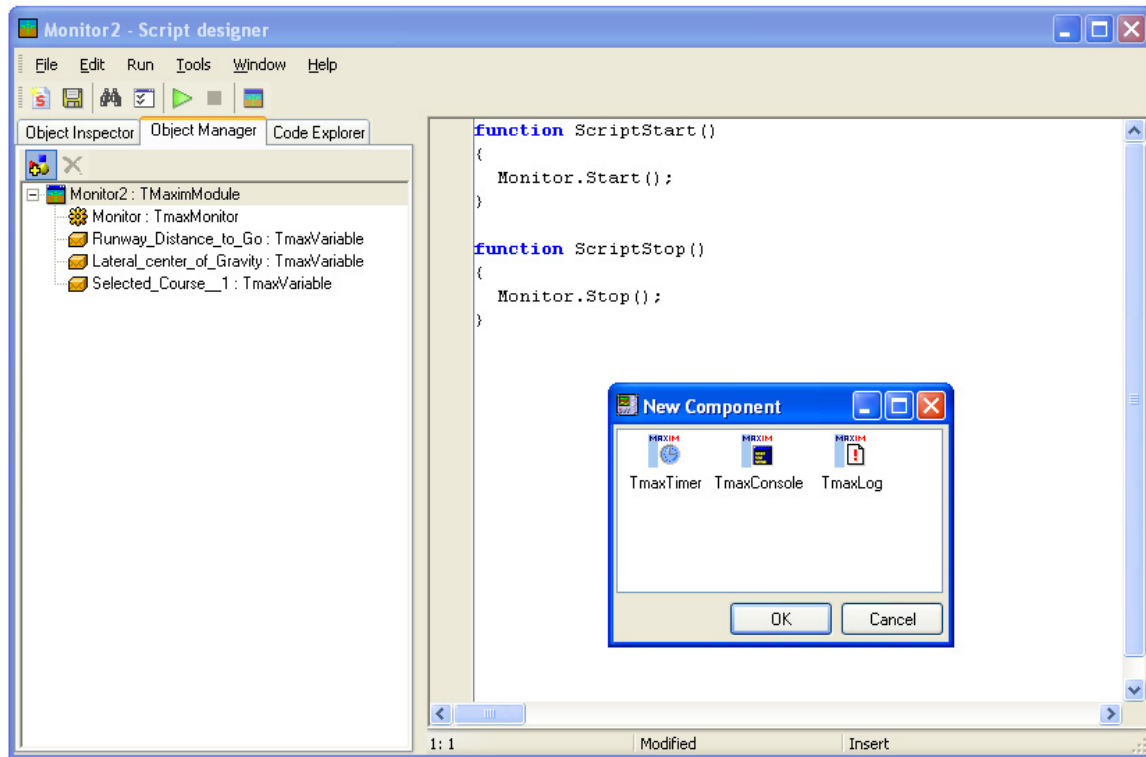 Monitor2 - Script designer
File Edit Run Tools Window Help
Object Inspector Object Manager Code Explorer
Monitor2 : TMaximModule
Monitor : TmaxMonitor
Runway_Distance_to_Go : TmaxVariable
Lateral_center_of_Gravity : TmaxVariable
Selected_Course__1 : TmaxVariable
function ScriptStart()
{
Monitor.Start();
}
function ScriptStop()
{
Monitor.Stop();
}
New Component
MAXIM MAXIM MAXIM
TmaxTimer TmaxConsole TmaxLog
OK Cancel
1: 1 Modified Insert